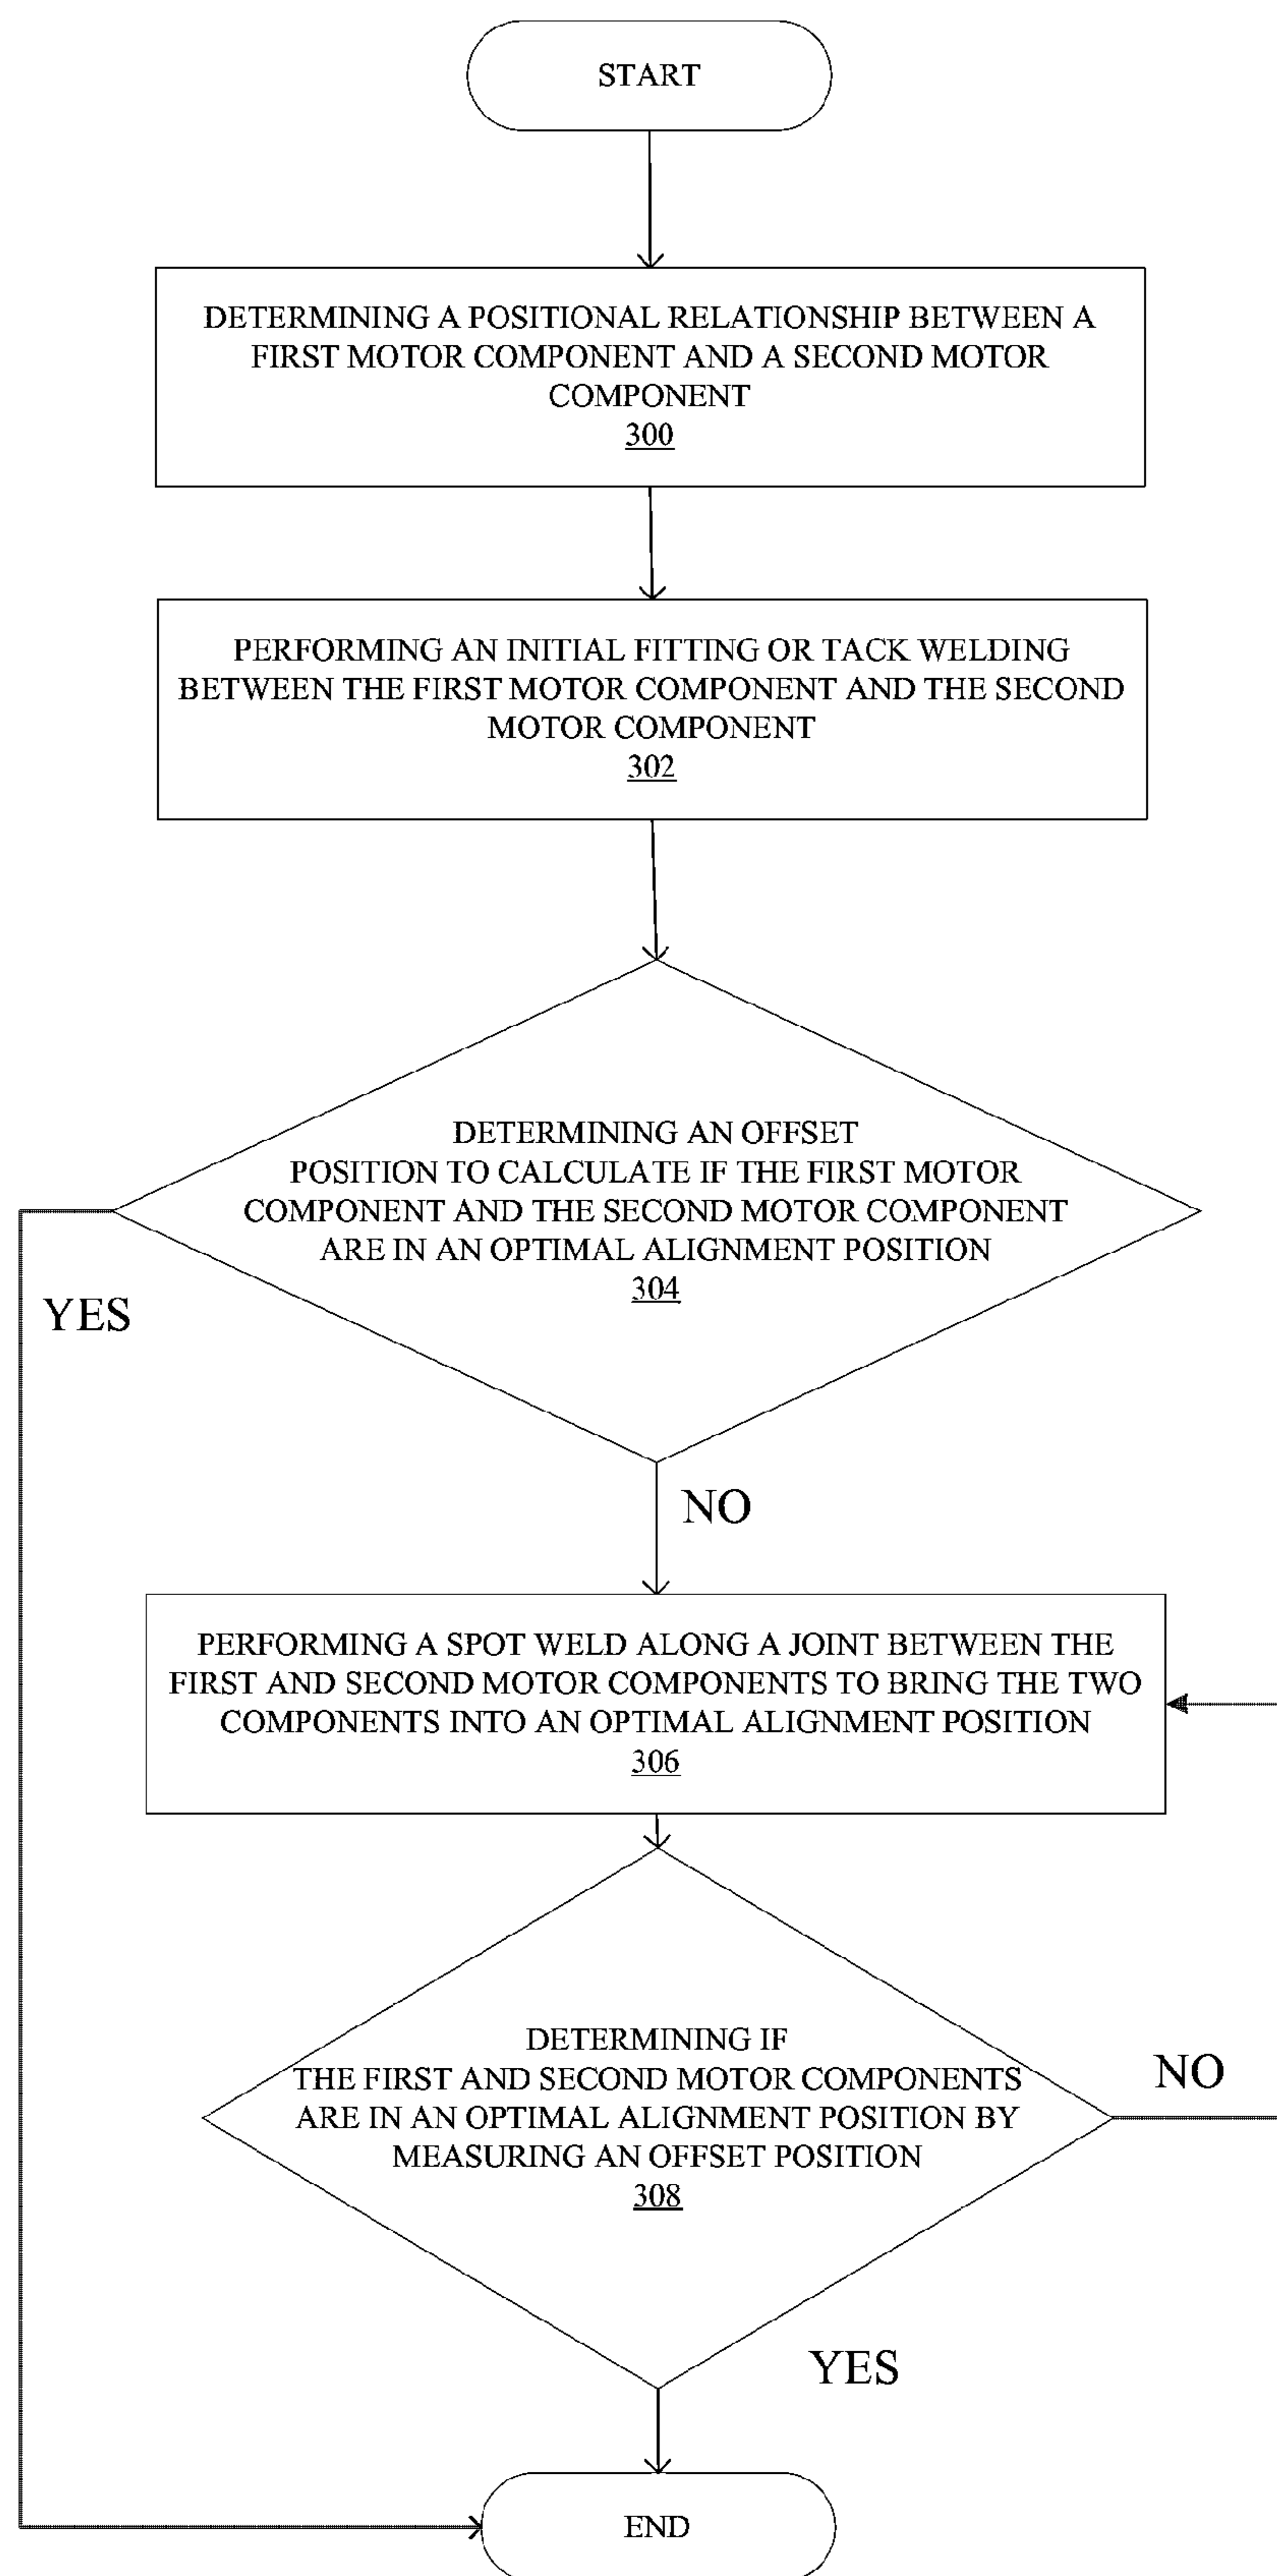 START
DETERMINING A POSITIONAL RELATIONSHIP BETWEEN A
FIRST MOTOR COMPONENT AND A SECOND MOTOR
COMPONENT
300
PERFORMING AN INITIAL FITTING OR TACK WELDING
BETWEEN THE FIRST MOTOR COMPONENT AND THE SECOND
MOTOR COMPONENT
302
DETERMINING AN OFFSET
POSITION TO CALCULATE IF THE FIRST MOTOR
COMPONENT AND THE SECOND MOTOR COMPONENT
ARE IN AN OPTIMAL ALIGNMENT POSITION
304
YES
NO
PERFORMING A SPOT WELD ALONG A JOINT BETWEEN THE
FIRST AND SECOND MOTOR COMPONENTS TO BRING THE TWO
COMPONENTS INTO AN OPTIMAL ALIGNMENT POSITION
306
DETERMINING IF
THE FIRST AND SECOND MOTOR COMPONENTS
ARE IN AN OPTIMAL ALIGNMENT POSITION BY
MEASURING AN OFFSET POSITION
308
NO
YES
END